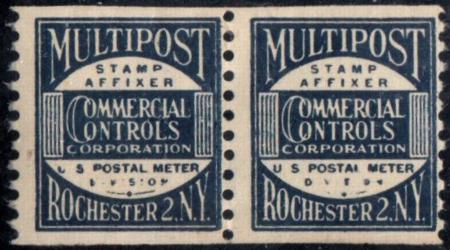 MULTIPOST
STAMP
AFFIXER
COMMERCIAL
CONTROLS
CORPORATION
U S POSTAL METER
DIVISION
ROCHESTER 2. N.Y.
MULTIPOST
STAMP
AFFIXER
COMMERCIAL
CONTROLS
CORPORATION
U S POSTAL METER
ROCHESTER 2. N.Y.